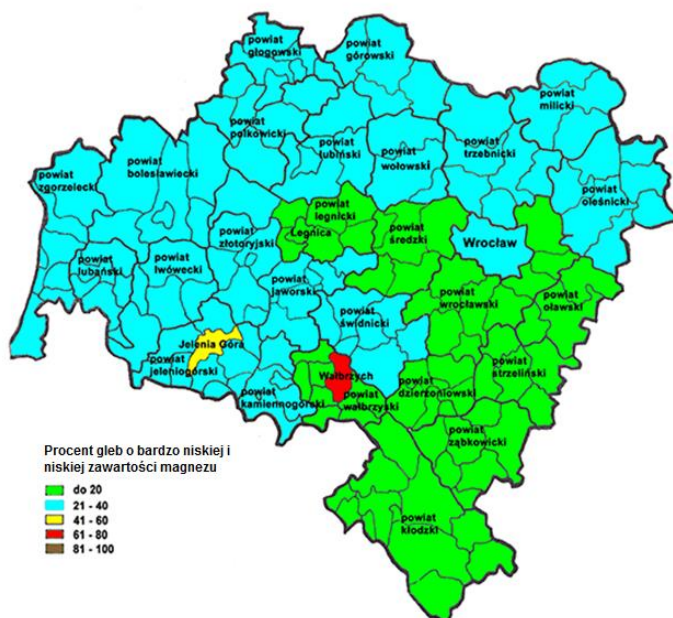 powiat
głogowski
powiat
górowski
powiat
milicki
powiat
polkowicki
powiat
lubiński
powiat
wołowski
powiat
trzebnicki
powiat
oleśnicki
powiat
zgorzelecki
powiat
bolesławiecki
powiat
legnicki
Legnica
powiat
średzki
Wrocław
powiat
złotoryjski
powiat
lubański
powiat
lwówecki
powiat
jaworski
powiat
świdnicki
powiat
wrocławski
powiat
oławski
Jelenia Góra
powiat
jeleniogórski
Wałbrzych
powiat
kamiennogórski
powiat
wałbrzyski
powiat
dzierżoniowski
powiat
strzeliński
powiat
ząbkowicki
powiat
kłodzki
Procent gleb o bardzo niskiej i
niskiej zawartości magnezu
do 20
21 - 40
41 - 60
61 - 80
81 - 100